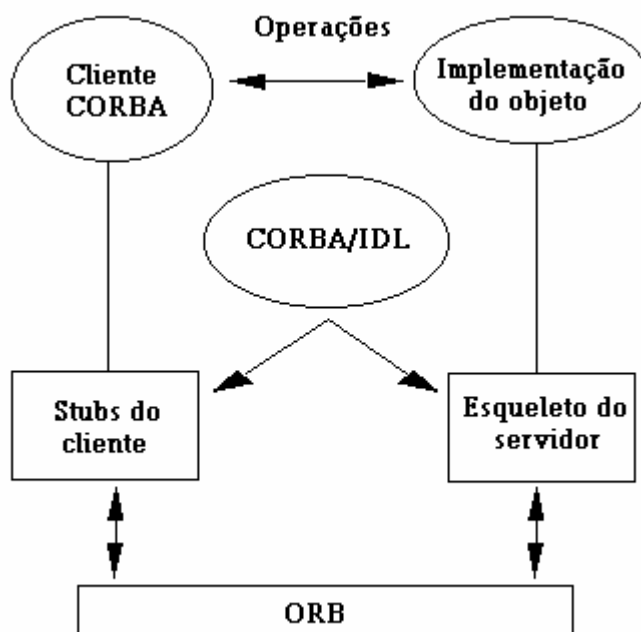 Operações
Cliente
CORBA
Implementação
do objeto
CORBA/IDL
Stubs do
cliente
Esqueleto do
servidor
ORB